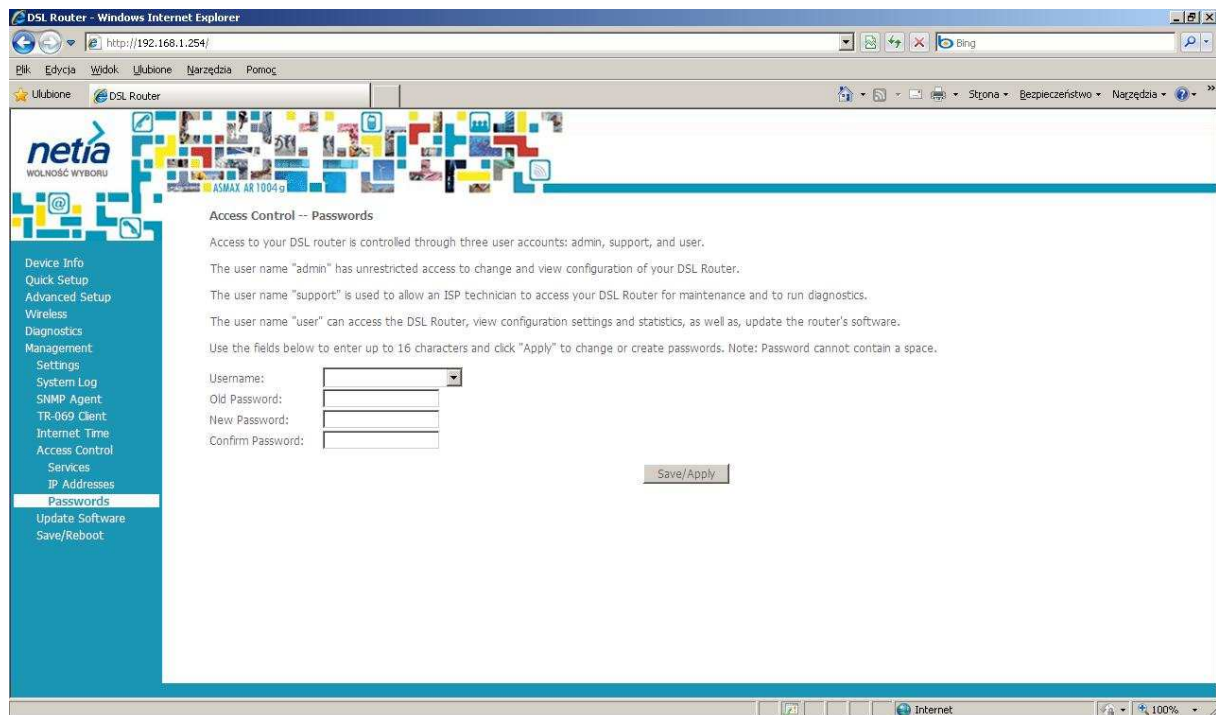 DSL Router - Windows Internet Explorer
http://192.168.1.254/
Bing
Plik Edycja Widok Ulubione Narzędzia Pomoc
Ulubione DSL Router
Strona Bezpieczeństwo Narzędzia »
netia
WOLNOŚĆ WYBORU
ASMAX AR 1004g
Device Info
Quick Setup
Advanced Setup
Wireless
Diagnostics
Management
Settings
System Log
SNMP Agent
TR-069 Client
Internet Time
Access Control
Services
IP Addresses
Passwords
Update Software
Save/Reboot
Access Control -- Passwords
Access to your DSL router is controlled through three user accounts: admin, support, and user.
The user name "admin" has unrestricted access to change and view configuration of your DSL Router.
The user name "support" is used to allow an ISP technician to access your DSL Router for maintenance and to run diagnostics.
The user name "user" can access the DSL Router, view configuration settings and statistics, as well as, update the router's software.
Use the fields below to enter up to 16 characters and click "Apply" to change or create passwords. Note: Password cannot contain a space.
Username:
Old Password:
New Password:
Confirm Password:
Save/Apply
Internet 100%